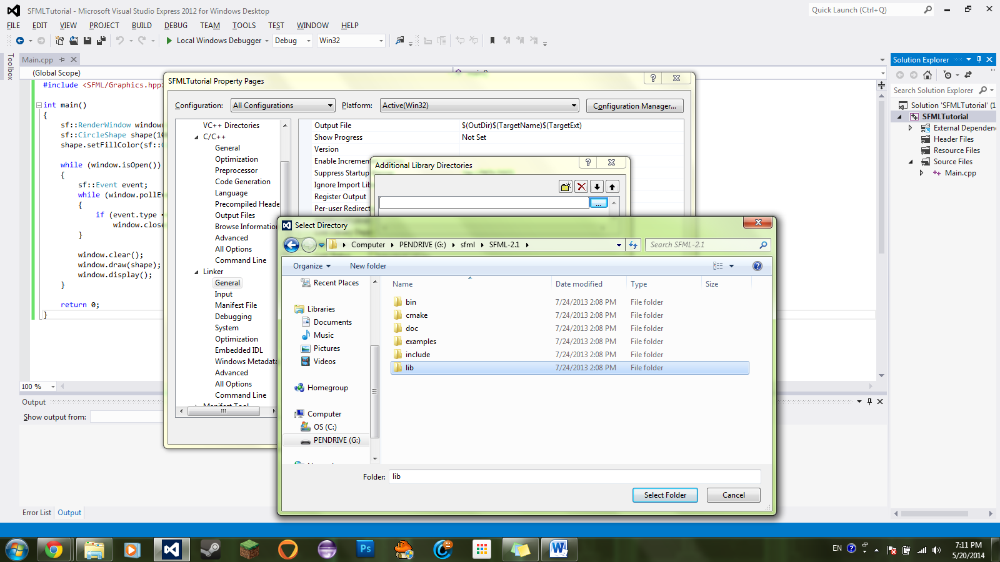 SFMLTutorial - Microsoft Visual Studio Express 2012 for Windows Desktop
Quick Launch (Ctrl+Q)
FILE EDIT VIEW PROJECT BUILD DEBUG TEAM TOOLS TEST WINDOW HELP
Local Windows Debugger Debug Win32
Toolbox
Main.cpp
(Global Scope)
#include <SFML/Graphics.hpp>
int main()
{
sf::RenderWindow window(
sf::CircleShape shape(10
shape.setFillColor(sf::C
while (window.isOpen())
{
sf::Event event;
while (window.pollEv
{
if (event.type =
window.close
}
window.clear();
window.draw(shape);
window.display();
}
return 0;
}
100 %
Output
Show output from:
Error List Output
SFMLTutorial Property Pages
Configuration: All Configurations Platform: Active(Win32) Configuration Manager...
VC++ Directories
C/C++
General
Optimization
Preprocessor
Code Generation
Language
Precompiled Heade
Output Files
Browse Information
Advanced
All Options
Command Line
Linker
General
Input
Manifest File
Debugging
System
Optimization
Embedded IDL
Windows Metadata
Advanced
All Options
Command Line
Output File $(OutDir)$(TargetName)$(TargetExt)
Show Progress Not Set
Version
Enable Increment
Suppress Startup
Ignore Import Lib
Register Output
Per-user Redirect
Additional Library Directories
...
Select Directory
Computer PENDRIVE (G:) sfml SFML-2.1
Search SFML-2.1
Organize New folder
Recent Places
Libraries
Documents
Music
Pictures
Videos
Homegroup
Computer
OS (C:)
PENDRIVE (G:)
Name Date modified Type Size
bin 7/24/2013 2:08 PM File folder
cmake 7/24/2013 2:08 PM File folder
doc 7/24/2013 2:08 PM File folder
examples 7/24/2013 2:08 PM File folder
include 7/24/2013 2:08 PM File folder
lib 7/24/2013 2:08 PM File folder
Folder: lib
Select Folder Cancel
Solution Explorer
Search Solution Explorer
Solution 'SFMLTutorial' (1
SFMLTutorial
External Dependen
Header Files
Resource Files
Source Files
Main.cpp
Ps
EN
7:11 PM
5/20/2014